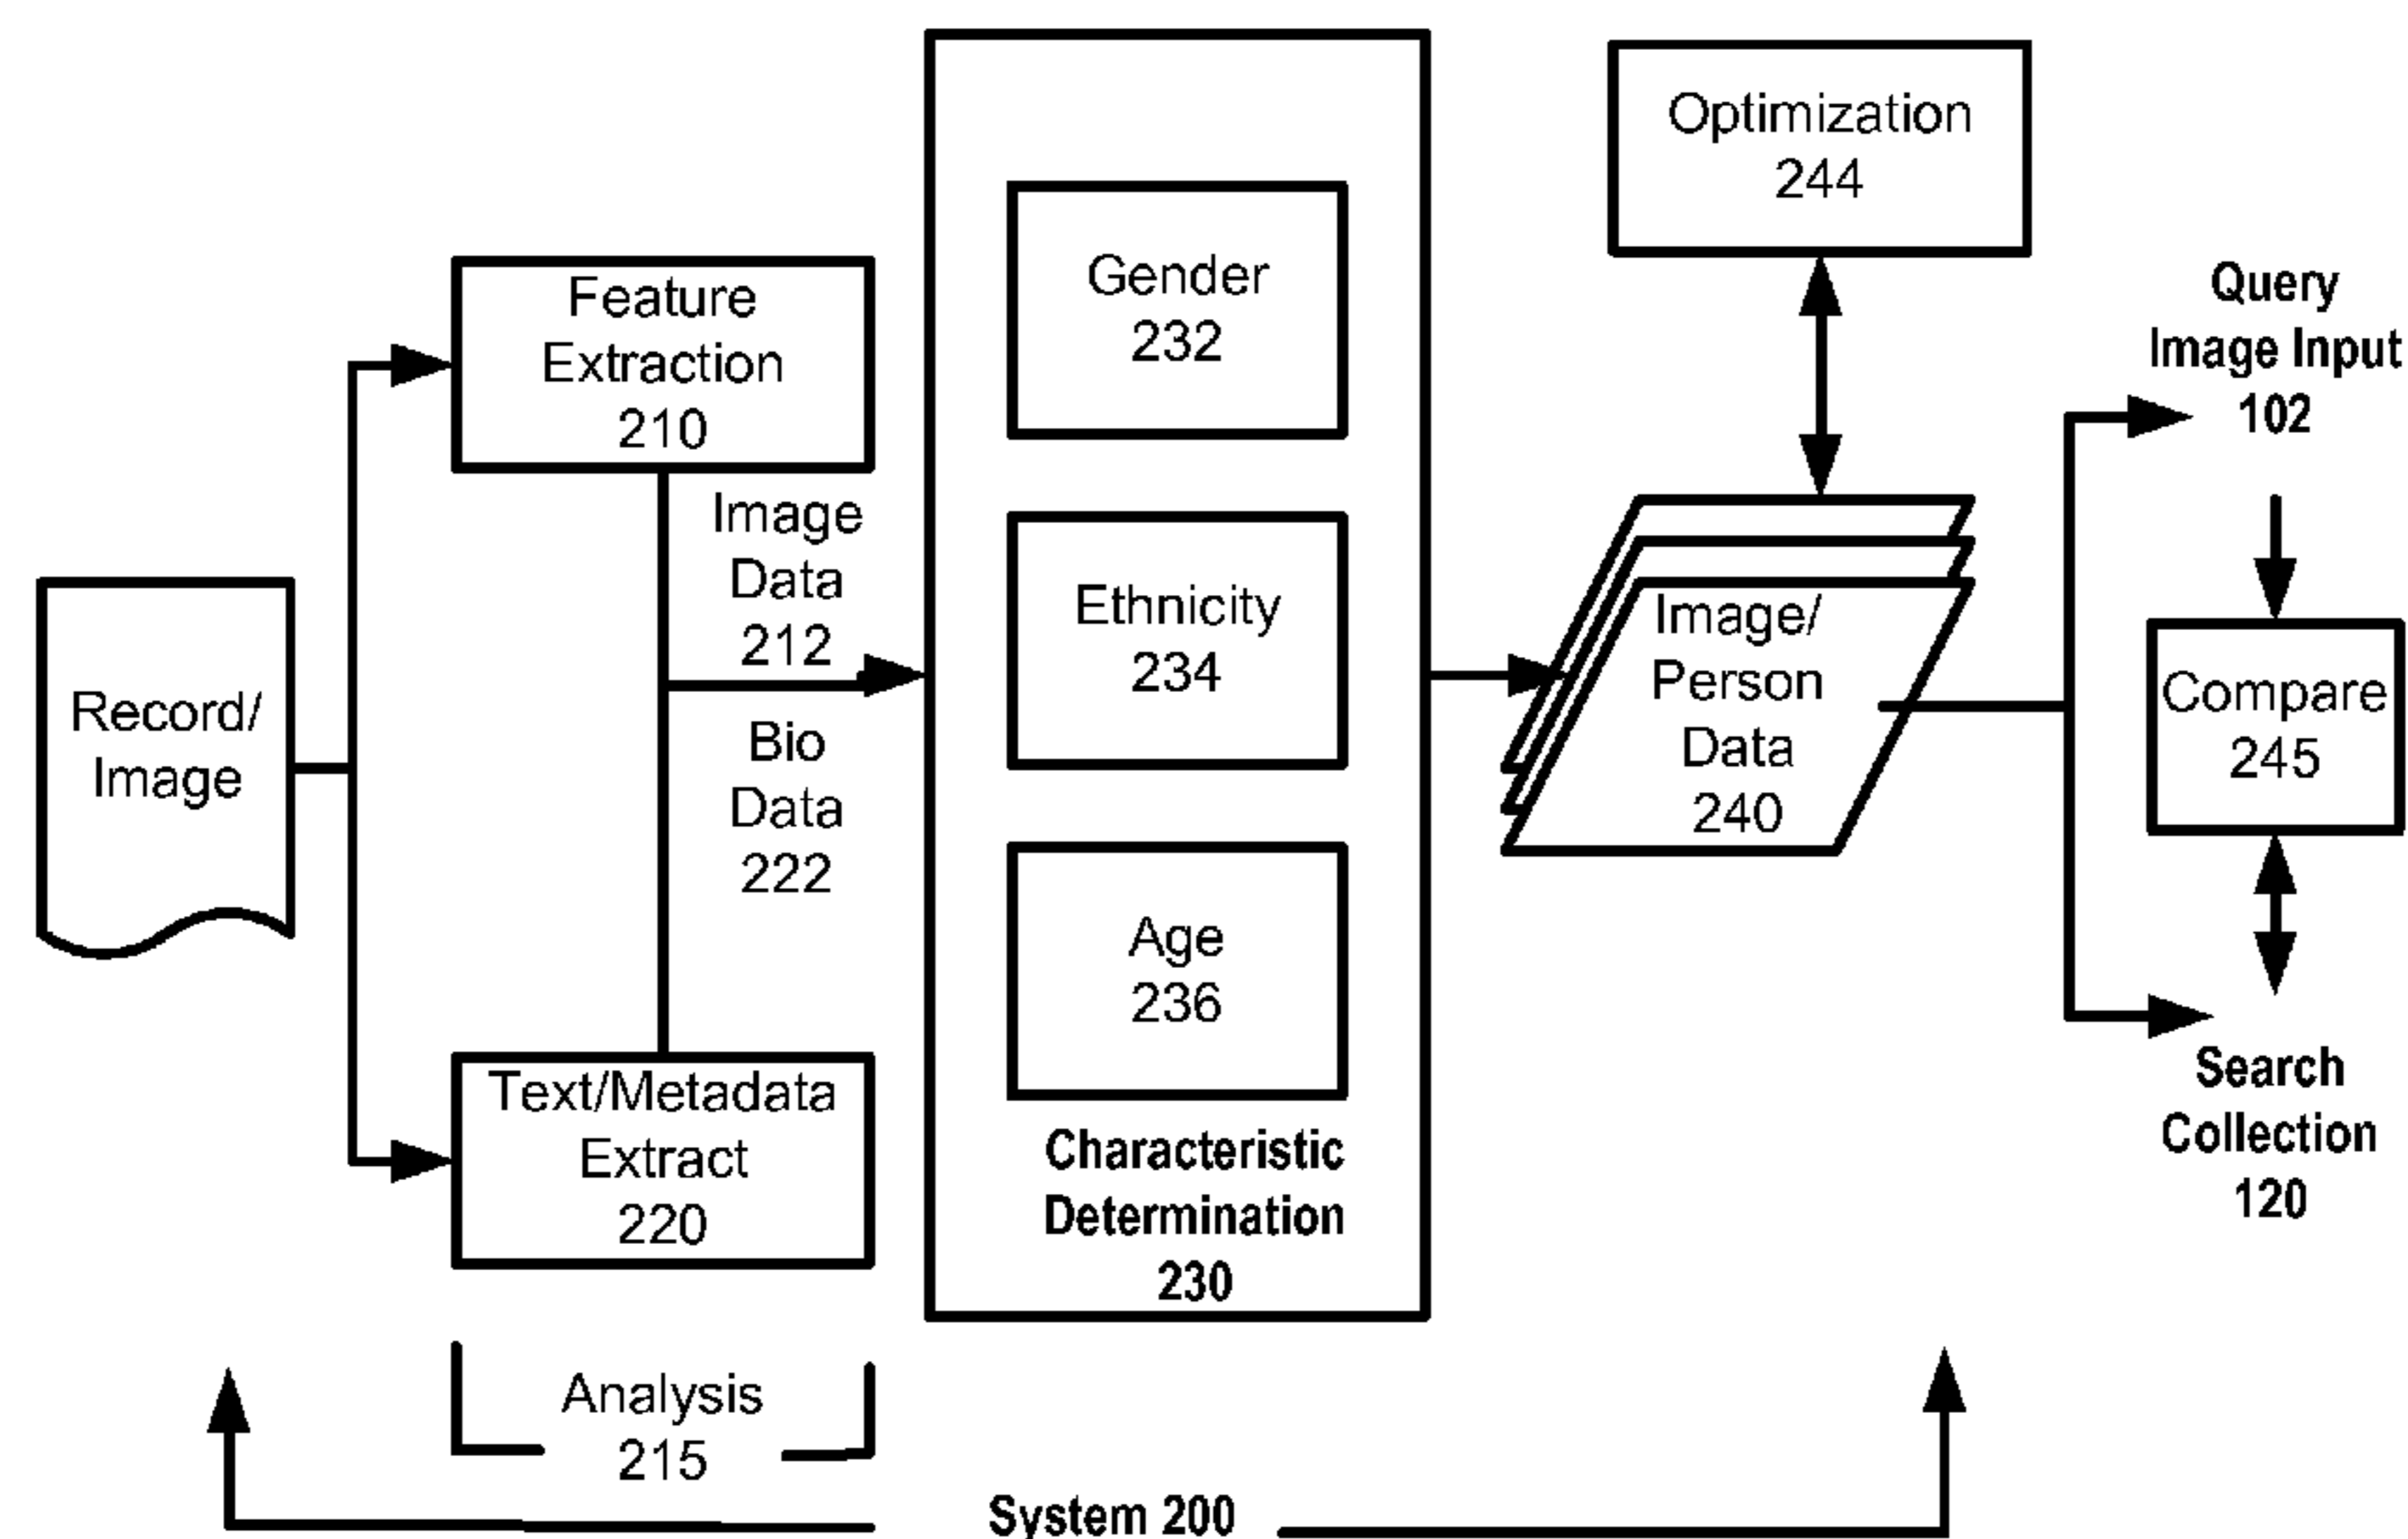 Record/
Image
Feature
Extraction
210
Image
Data
212
Bio
Data
222
Text/Metadata
Extract
220
Analysis
215
Gender
232
Ethnicity
234
Age
236
Characteristic
Determination
230
Optimization
244
Image/
Person
Data
240
Query
Image Input
102
Compare
245
Search
Collection
120
System 200